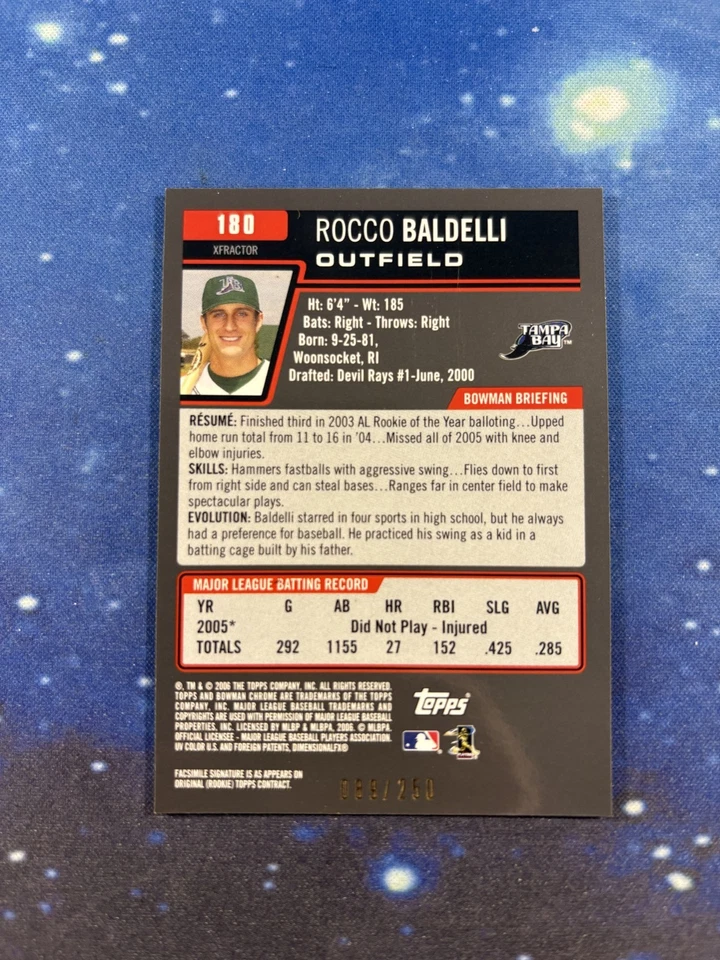 180
XFRACTOR
ROCCO BALDELLI
OUTFIELD
Ht: 6'4" - Wt: 185
Bats: Right - Throws: Right
Born: 9-25-81,
Woonsocket, RI
Drafted: Devil Rays #1-June, 2000
TAMPA
BAY™
BOWMAN BRIEFING
RÉSUMÉ: Finished third in 2003 AL Rookie of the Year balloting...Upped
home run total from 11 to 16 in '04...Missed all of 2005 with knee and
elbow injuries.
SKILLS: Hammers fastballs with aggressive swing...Flies down to first
from right side and can steal bases...Ranges far in center field to make
spectacular plays.
EVOLUTION: Baldelli starred in four sports in high school, but he always
had a preference for baseball. He practiced his swing as a kid in a
batting cage built by his father.
MAJOR LEAGUE BATTING RECORD
YR G AB HR RBI SLG AVG
2005* Did Not Play - Injured
TOTALS 292 1155 27 152 .425 .285
®, TM & © 2006 THE TOPPS COMPANY, INC. ALL RIGHTS RESERVED.
TOPPS AND BOWMAN CHROME ARE TRADEMARKS OF THE TOPPS
COMPANY, INC. MAJOR LEAGUE BASEBALL TRADEMARKS AND
COPYRIGHTS ARE USED WITH PERMISSION OF MAJOR LEAGUE BASEBALL
PROPERTIES, INC. LICENSED BY MLBP & MLBPA, 2006. © MLBPA.
OFFICIAL LICENSEE - MAJOR LEAGUE BASEBALL PLAYERS ASSOCIATION.
UV COLOR U.S. AND FOREIGN PATENTS, DIMENSIONALFX®
TOPPS
FACSIMILE SIGNATURE IS AS APPEARS ON
ORIGINAL (ROOKIE) TOPPS CONTRACT.